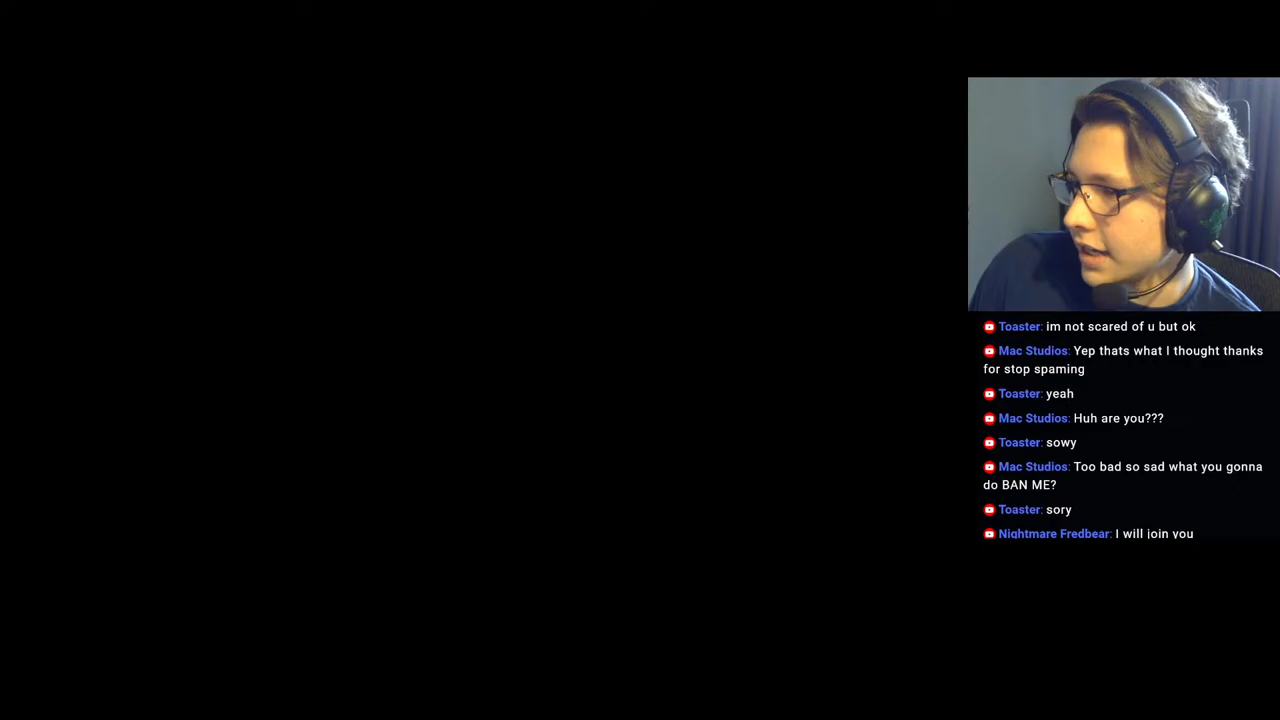 Toaster: im not scared of u but ok
Mac Studios: Yep thats what I thought thanks
for stop spaming
Toaster: yeah
Mac Studios: Huh are you???
Toaster: sowy
Mac Studios: Too bad so sad what you gonna
do BAN ME?
Toaster: sory
Nightmare Fredbear: I will join you